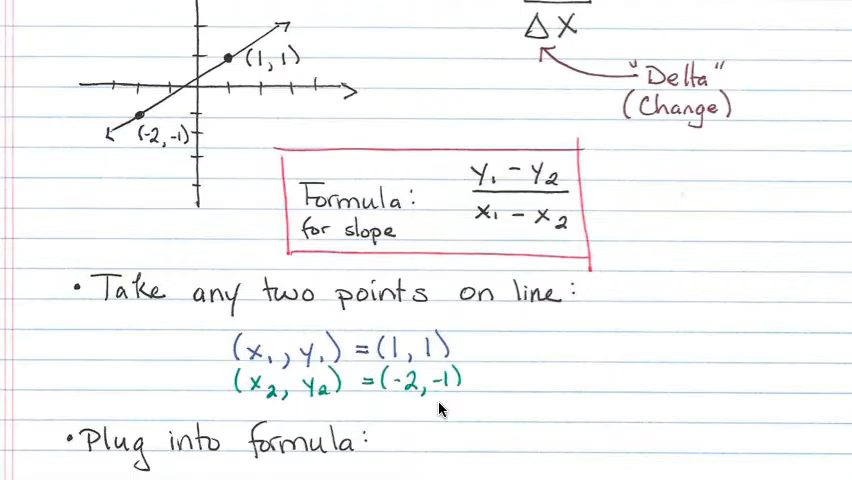 Δ X
"Delta"
(Change)
(1, 1)
(-2, -1)
Formula:
for slope
y₁ - y₂
x₁ - x₂
• Take any two points on line:
(x₁, y₁) = (1, 1)
(x₂, y₂) = (-2, -1)
• Plug into formula: